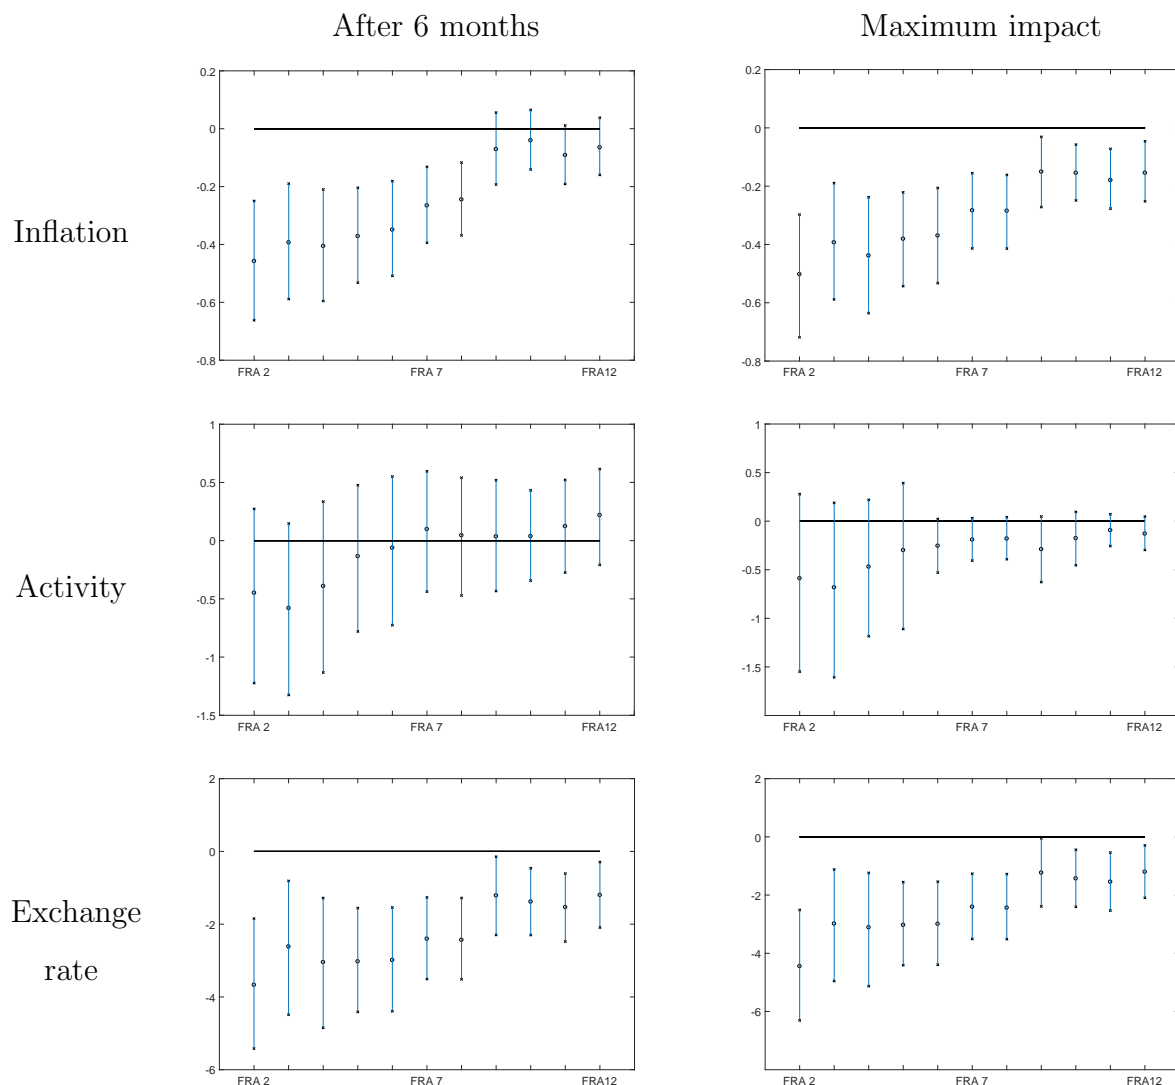 After 6 months Maximum impact
Inflation
0.2 0 -0.2 -0.4 -0.6 -0.8
FRA 2 FRA 7 FRA12
0.2 0 -0.2 -0.4 -0.6 -0.8
FRA 2 FRA 7 FRA12
Activity
1 0.5 0 -0.5 -1 -1.5
FRA 2 FRA 7 FRA12
1 0.5 0 -0.5 -1 -1.5
FRA 2 FRA 7 FRA12
Exchange
rate
2 0 -2 -4 -6
FRA 2 FRA 7 FRA12
2 0 -2 -4 -6
FRA 2 FRA 7 FRA12